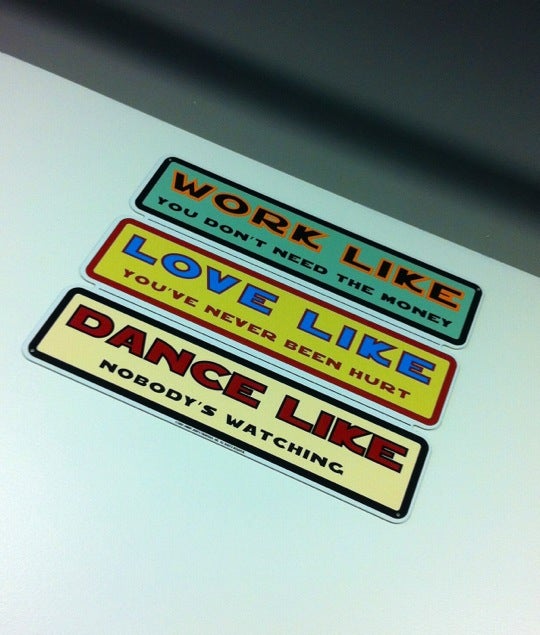 WORK LIKE
YOU DON'T NEED THE MONEY
LOVE LIKE
YOU'VE NEVER BEEN HURT
DANCE LIKE
NOBODY'S WATCHING